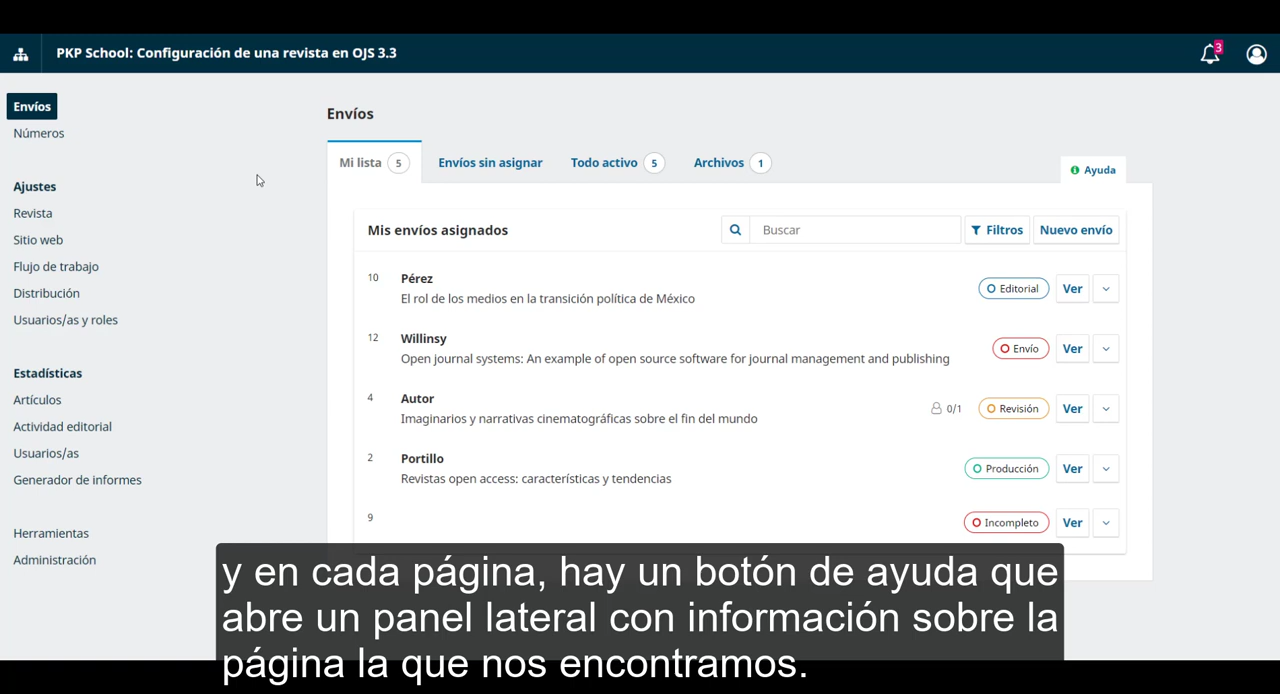 PKP School: Configuración de una revista en OJS 3.3
3
Envíos
Números
Ajustes
Revista
Sitio web
Flujo de trabajo
Distribución
Usuarios/as y roles
Estadísticas
Artículos
Actividad editorial
Usuarios/as
Generador de informes
Herramientas
Administración
Envíos
Mi lista 5 Envíos sin asignar Todo activo 5 Archivos 1
Ayuda
Mis envíos asignados Buscar Filtros Nuevo envío
10 Pérez
El rol de los medios en la transición política de México
Editorial Ver
12 Willinsy
Open journal systems: An example of open source software for journal management and publishing
Envío Ver
4 Autor
Imaginarios y narrativas cinematográficas sobre el fin del mundo
0/1 Revisión Ver
2 Portillo
Revistas open access: características y tendencias
Producción Ver
9 Incompleto Ver
y en cada página, hay un botón de ayuda que
abre un panel lateral con información sobre la
página la que nos encontramos.